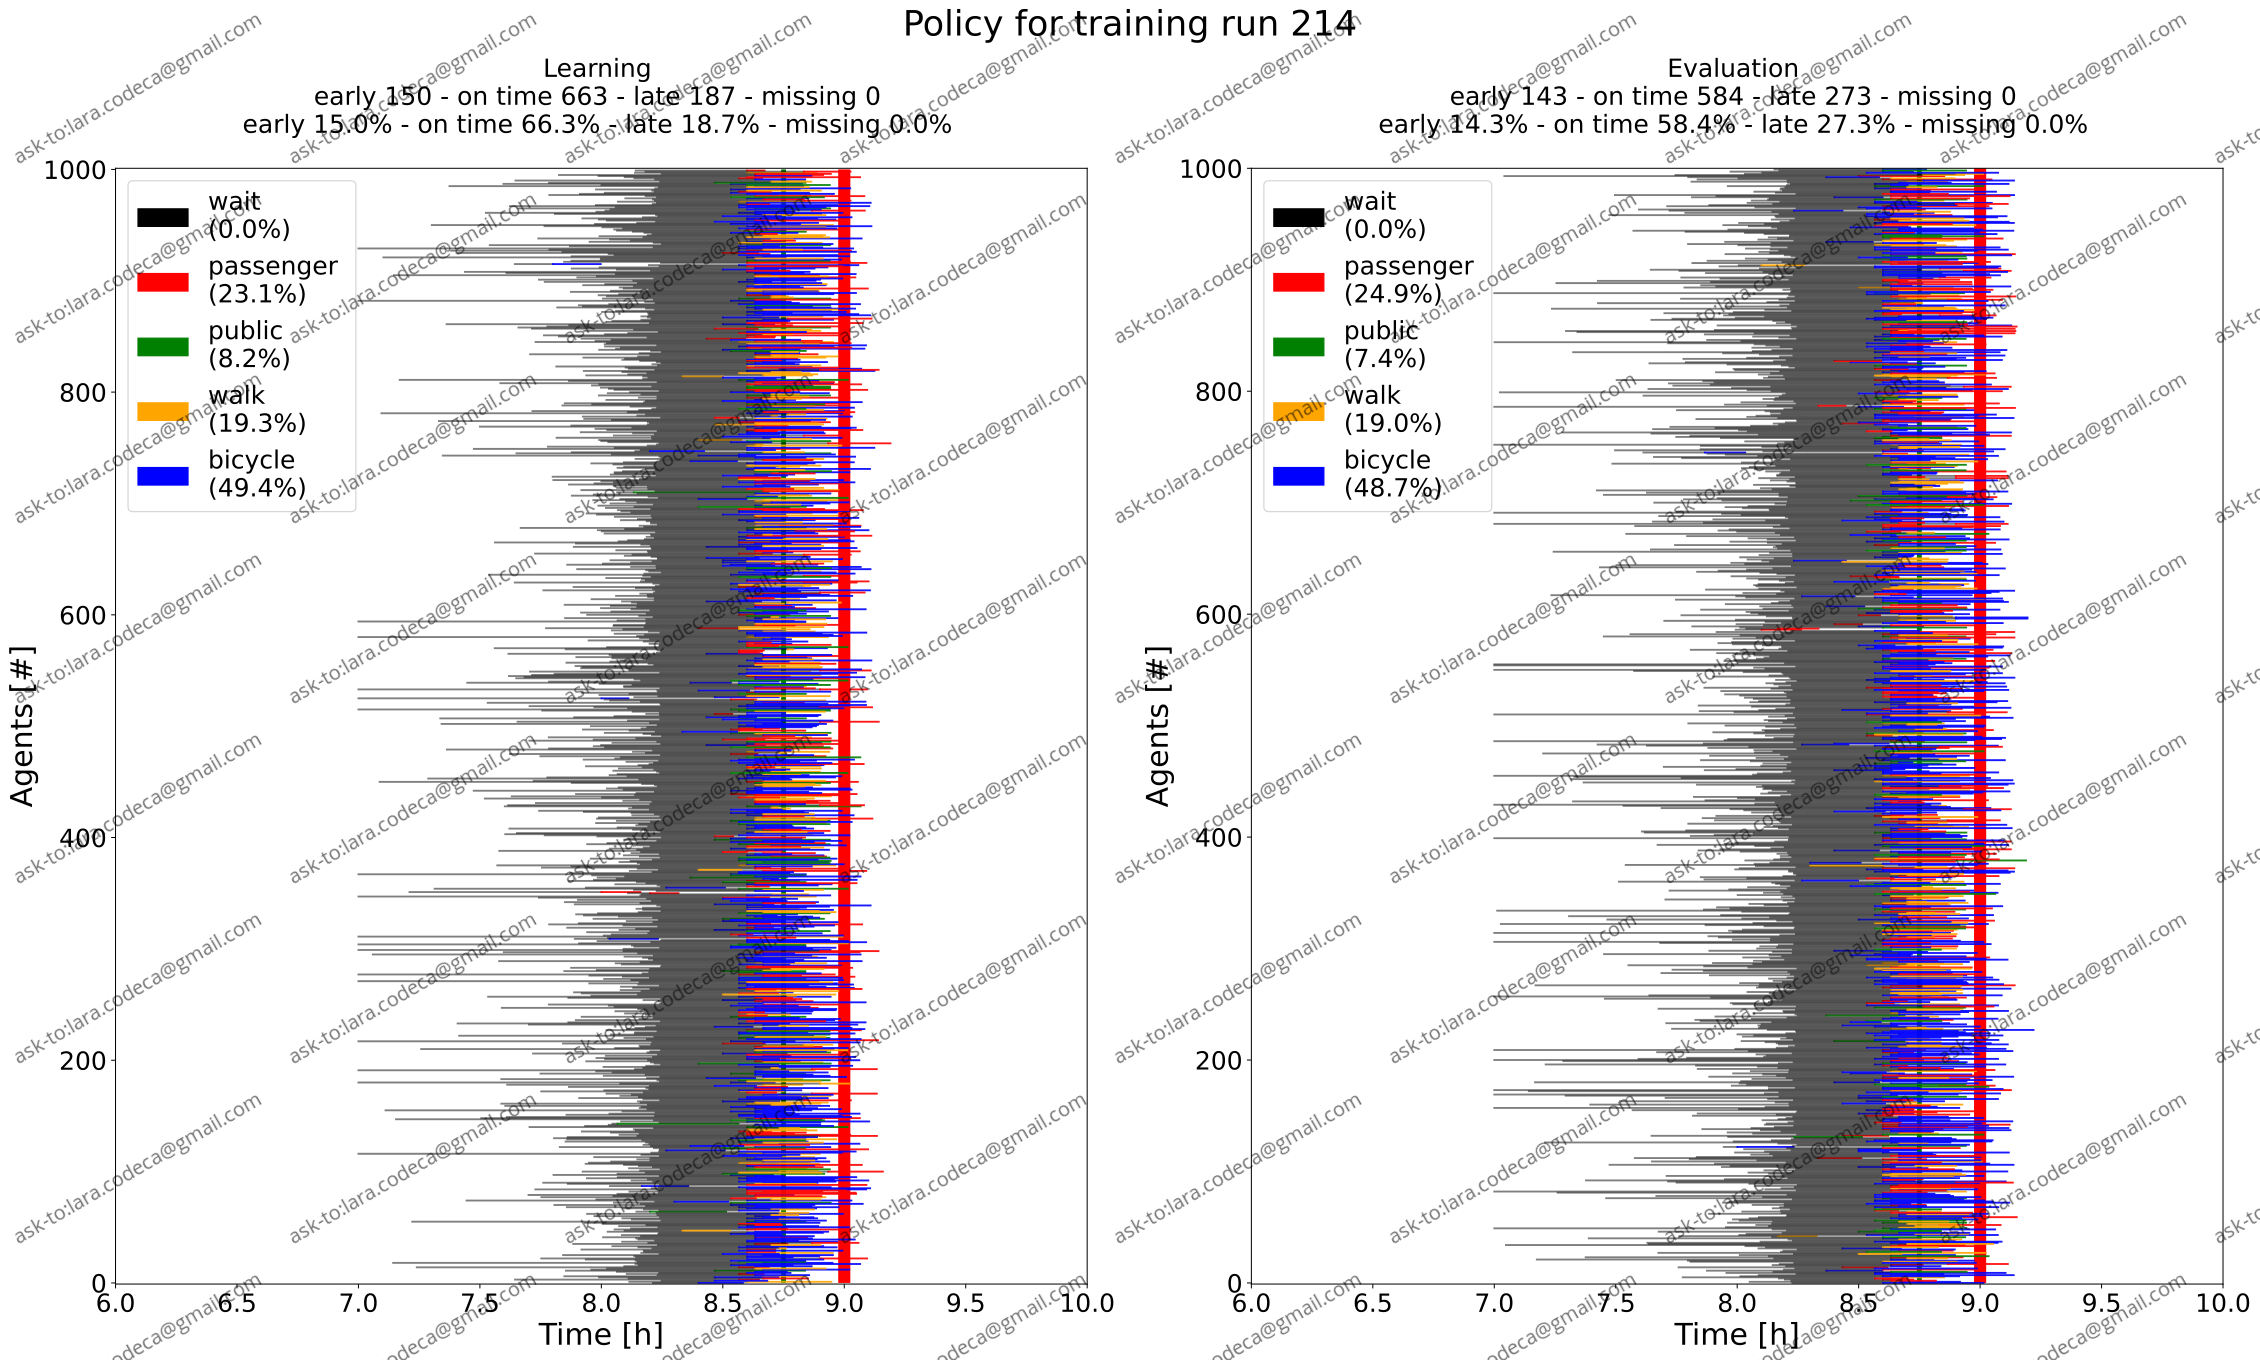 Policy for training run 214
Learning
early 150 - on time 663 - late 187 - missing 0
early 15.0% - on time 66.3% - late 18.7% - missing 0.0%
1000
800
600
400
200
0
Agents [#]
wait
(0.0%)
passenger
(23.1%)
public
(8.2%)
walk
(19.3%)
bicycle
(49.4%)
6.0 6.5 7.0 7.5 8.0 8.5 9.0 9.5 10.0
Time [h]
Evaluation
early 143 - on time 584 - late 273 - missing 0
early 14.3% - on time 58.4% - late 27.3% - missing 0.0%
1000
800
600
400
200
0
Agents [#]
wait
(0.0%)
passenger
(24.9%)
public
(7.4%)
walk
(19.0%)
bicycle
(48.7%)
6.0 6.5 7.0 7.5 8.0 8.5 9.0 9.5 10.0
Time [h]
ask-to:lara.codeca@gmail.com